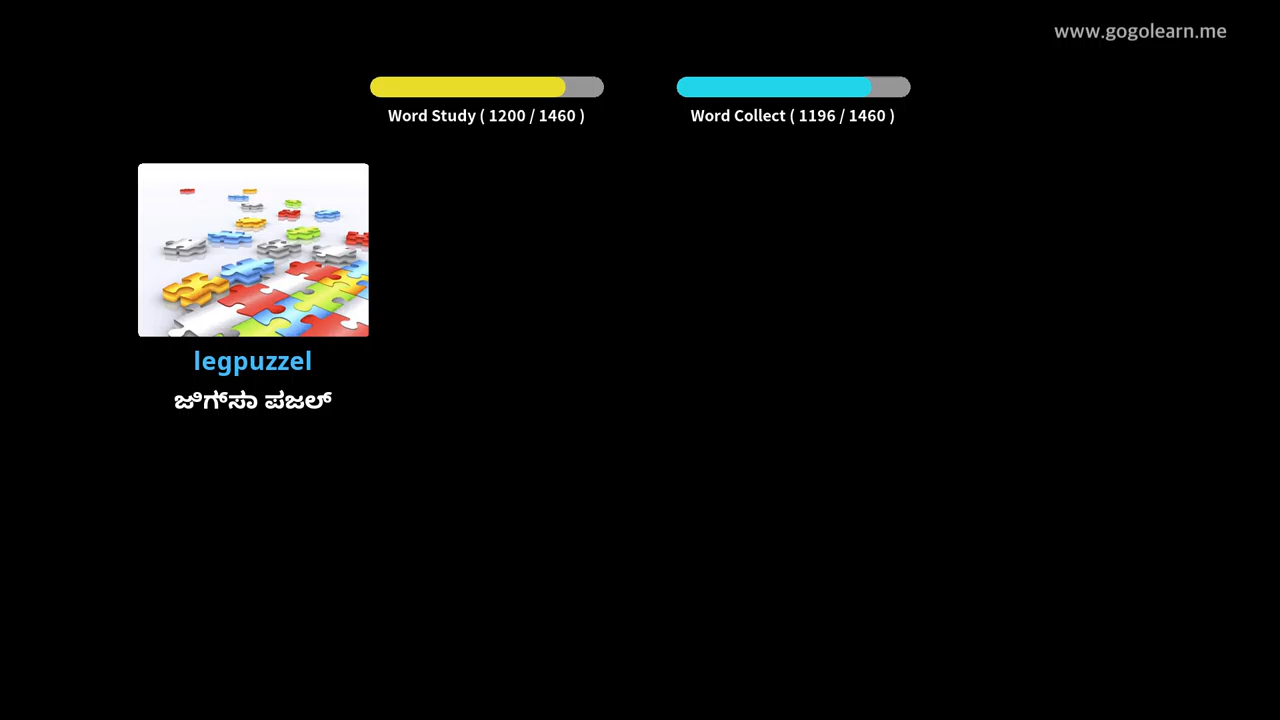 www.gogolearn.me
Word Study ( 1200 / 1460 )
Word Collect ( 1196 / 1460 )
legpuzzel
ಜಿಗ್‌ಸಾ ಪಜಲ್